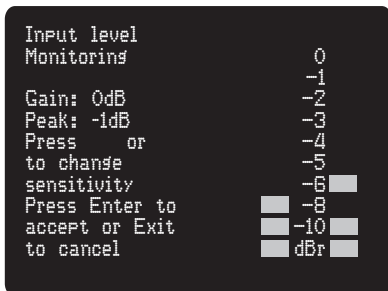 Input level
Monitoring 0
-1
Gain: 0dB -2
Peak: -1dB -3
Press or -4
to change -5
sensitivity -6
Press Enter to -8
accept or Exit -10
to cancel dBr